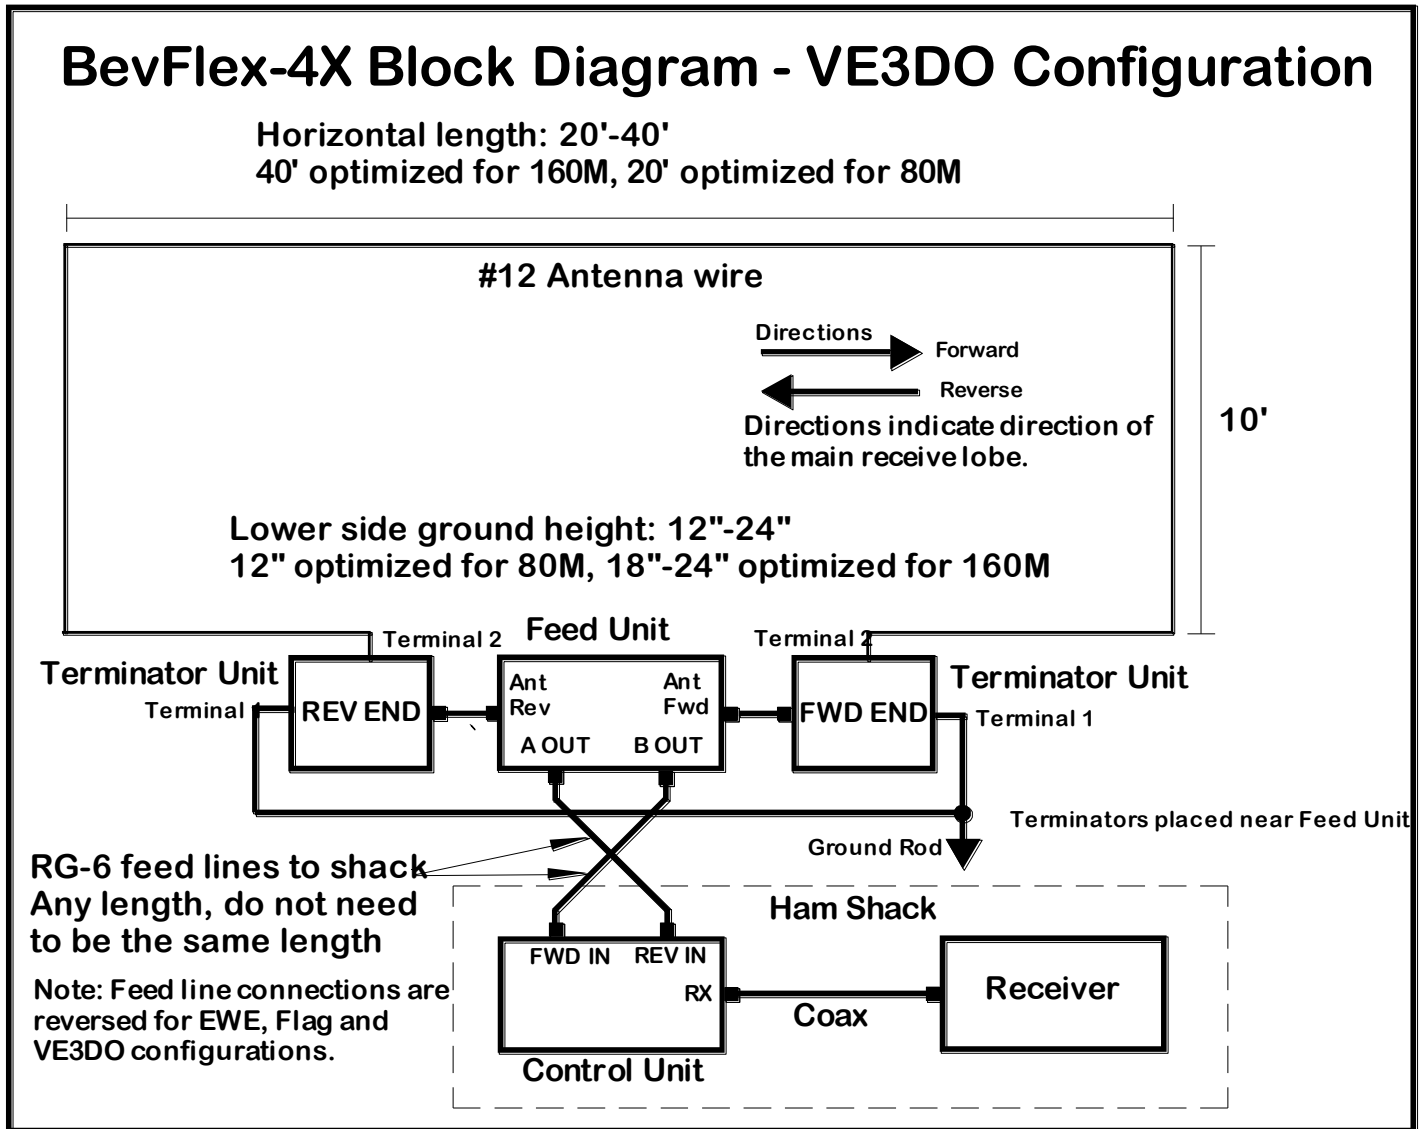 BevFlex-4X Block Diagram - VE3DO Configuration
Horizontal length: 20'-40'
40' optimized for 160M, 20' optimized for 80M
#12 Antenna wire
Directions
Forward
Reverse
Directions indicate direction of
the main receive lobe.
10'
Lower side ground height: 12"-24"
12" optimized for 80M, 18"-24" optimized for 160M
Terminal 2
Feed Unit
Terminal 2
Terminator Unit
Terminal 1
REV END
Ant
Rev
Ant
Fwd
A OUT
B OUT
FWD END
Terminator Unit
Terminal 1
Terminators placed near Feed Unit
Ground Rod
RG-6 feed lines to shack
Any length, do not need
to be the same length
Note: Feed line connections are
reversed for EWE, Flag and
VE3DO configurations.
Ham Shack
FWD IN
REV IN
RX
Coax
Receiver
Control Unit